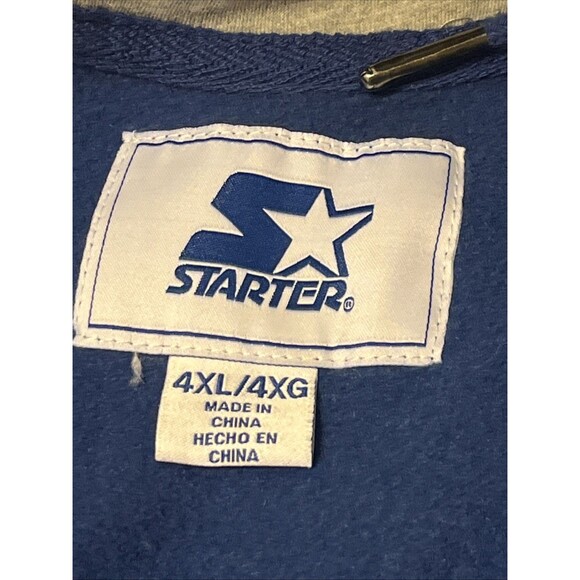 STARTER®
4XL/4XG
MADE IN
CHINA
HECHO EN
CHINA